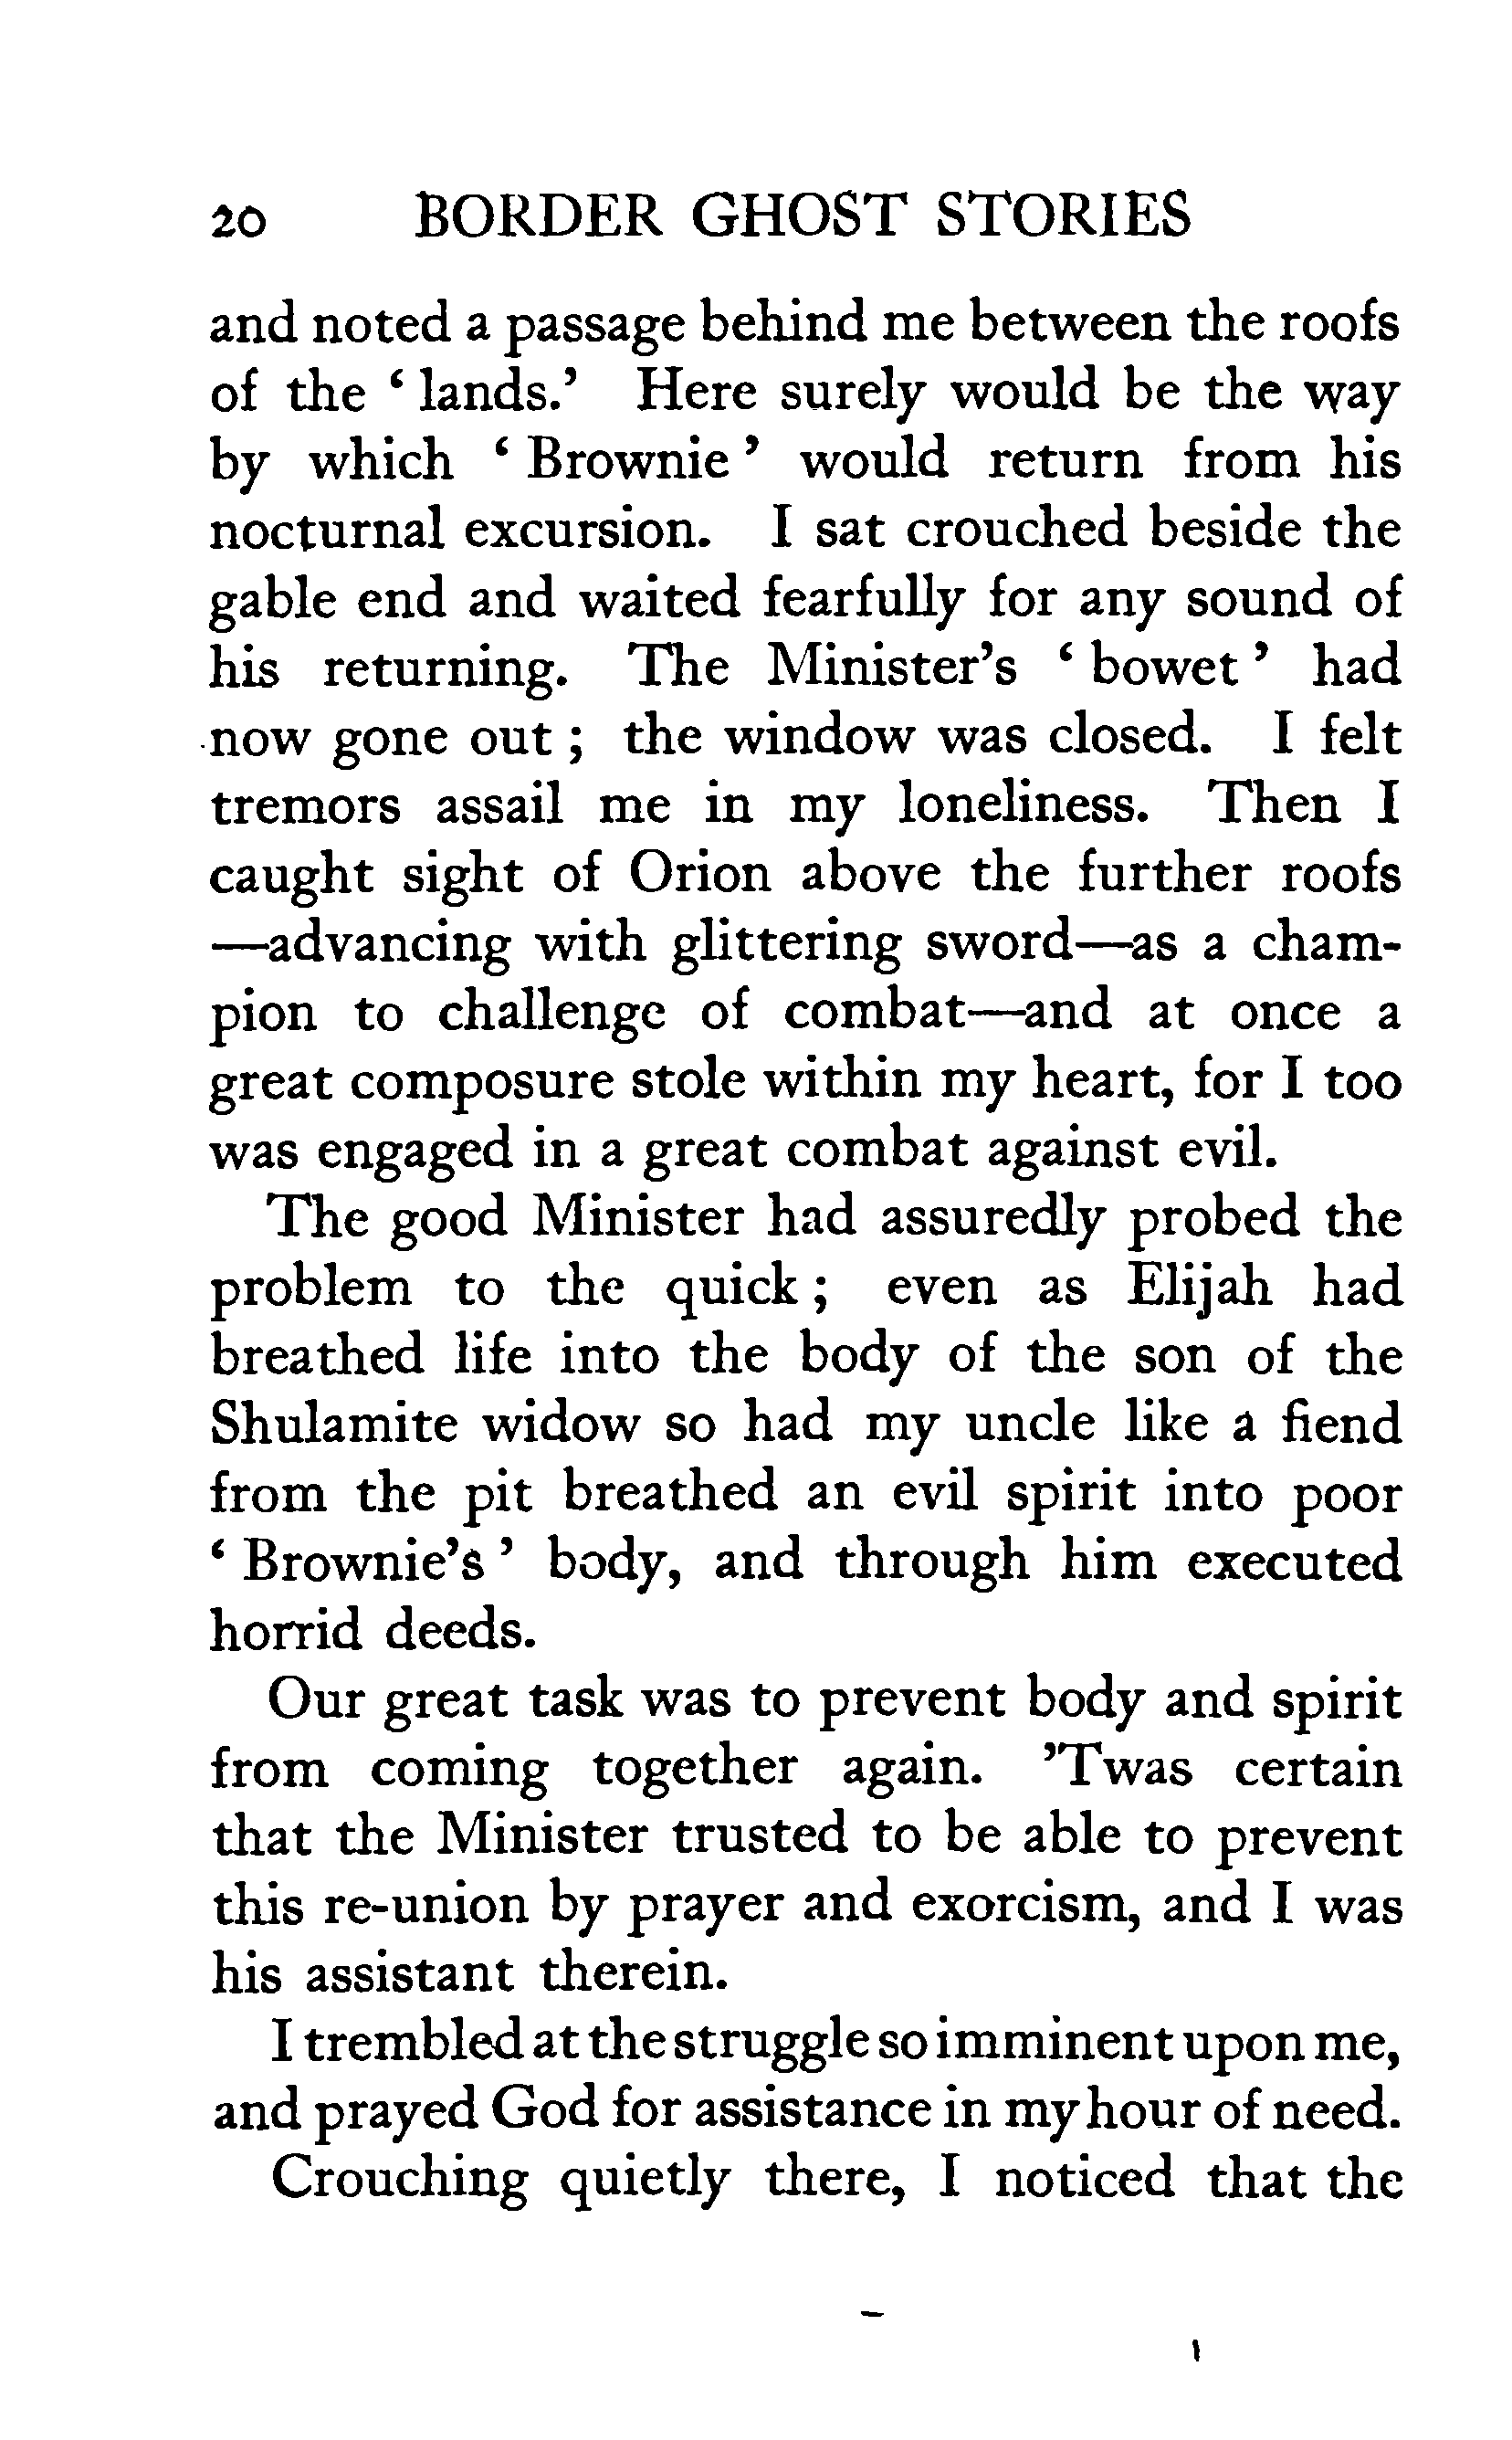 20 BORDER GHOST STORIES
and noted a passage behind me between the roofs
of the ‘ lands.’ Here surely would be the way
by which ‘ Brownie ’ would return from his
nocturnal excursion. I sat crouched beside the
gable end and waited fearfully for any sound of
his returning. The Minister’s ‘ bowet ’ had
now gone out ; the window was closed. I felt
tremors assail me in my loneliness. Then I
caught sight of Orion above the further roofs
—advancing with glittering sword—as a cham-
pion to challenge of combat—and at once a
great composure stole within my heart, for I too
was engaged in a great combat against evil.
The good Minister had assuredly probed the
problem to the quick ; even as Elijah had
breathed life into the body of the son of the
Shulamite widow so had my uncle like a fiend
from the pit breathed an evil spirit into poor
‘ Brownie’s ’ body, and through him executed
horrid deeds.
Our great task was to prevent body and spirit
from coming together again. ’Twas certain
that the Minister trusted to be able to prevent
this re-union by prayer and exorcism, and I was
his assistant therein.
I trembled at the struggle so imminent upon me,
and prayed God for assistance in my hour of need.
Crouching quietly there, I noticed that the